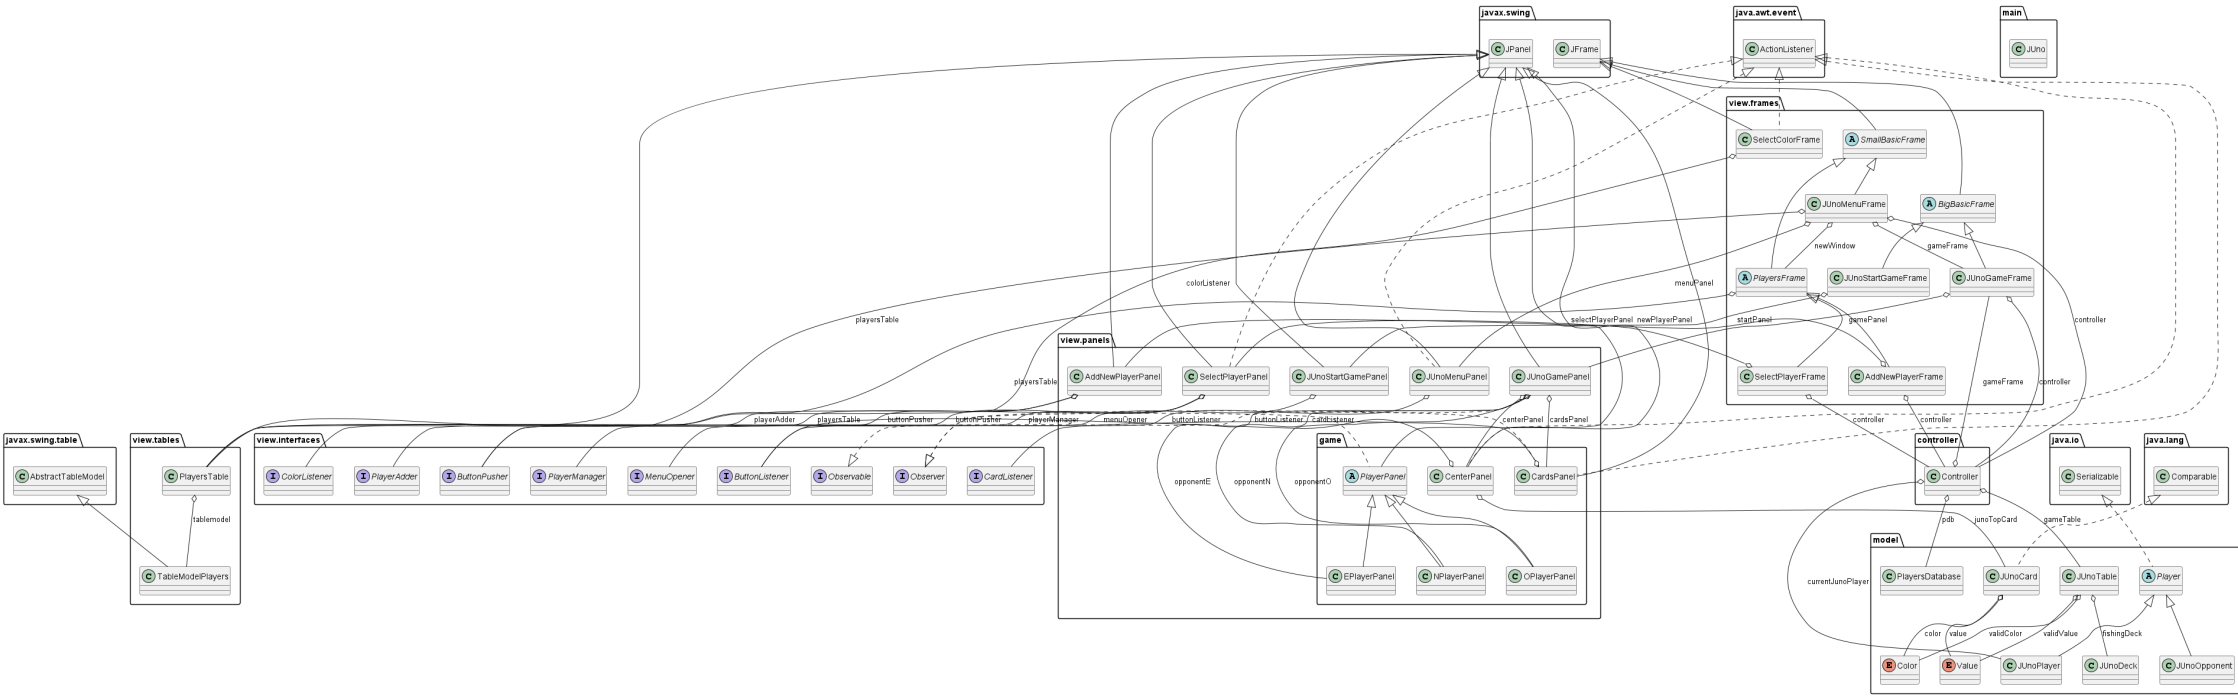 javax.swing
java.awt.event
main
C JPanel
C JFrame
C ActionListener
C JUno
view.frames
C SelectColorFrame
A SmallBasicFrame
C JUnoMenuFrame
A BigBasicFrame
newWindow
gameFrame
A PlayersFrame
C JUnoStartGameFrame
C JUnoGameFrame
colorListener
menuPanel
playersTable
selectPlayerPanel
newPlayerPanel
startPanel
gamePanel
controller
view.panels
C AddNewPlayerPanel
C SelectPlayerPanel
C JUnoStartGamePanel
C JUnoMenuPanel
C JUnoGamePanel
C SelectPlayerFrame
C AddNewPlayerFrame
playersTable
gameFrame
controller
playerAdder
playersTable
buttonPusher
buttonPusher
playerManager
menuOpener
buttonListener
buttonListener
cardListener
centerPanel
cardsPanel
controller
controller
javax.swing.table
view.tables
view.interfaces
game
controller
java.io
java.lang
C AbstractTableModel
C PlayersTable
I ColorListener
I PlayerAdder
I ButtonPusher
I PlayerManager
I MenuOpener
I ButtonListener
I Observable
I Observer
I CardListener
opponentE
opponentN
opponentO
A PlayerPanel
C CenterPanel
C CardsPanel
C Controller
C Serializable
C Comparable
tablemodel
pdb
junoTopCard
gameTable
model
C TableModelPlayers
C EPlayerPanel
C NPlayerPanel
C OPlayerPanel
currentJunoPlayer
C PlayersDatabase
C JUnoCard
C JUnoTable
A Player
color
value
validColor
validValue
fishingDeck
E Color
E Value
C JUnoPlayer
C JUnoDeck
C JUnoOpponent